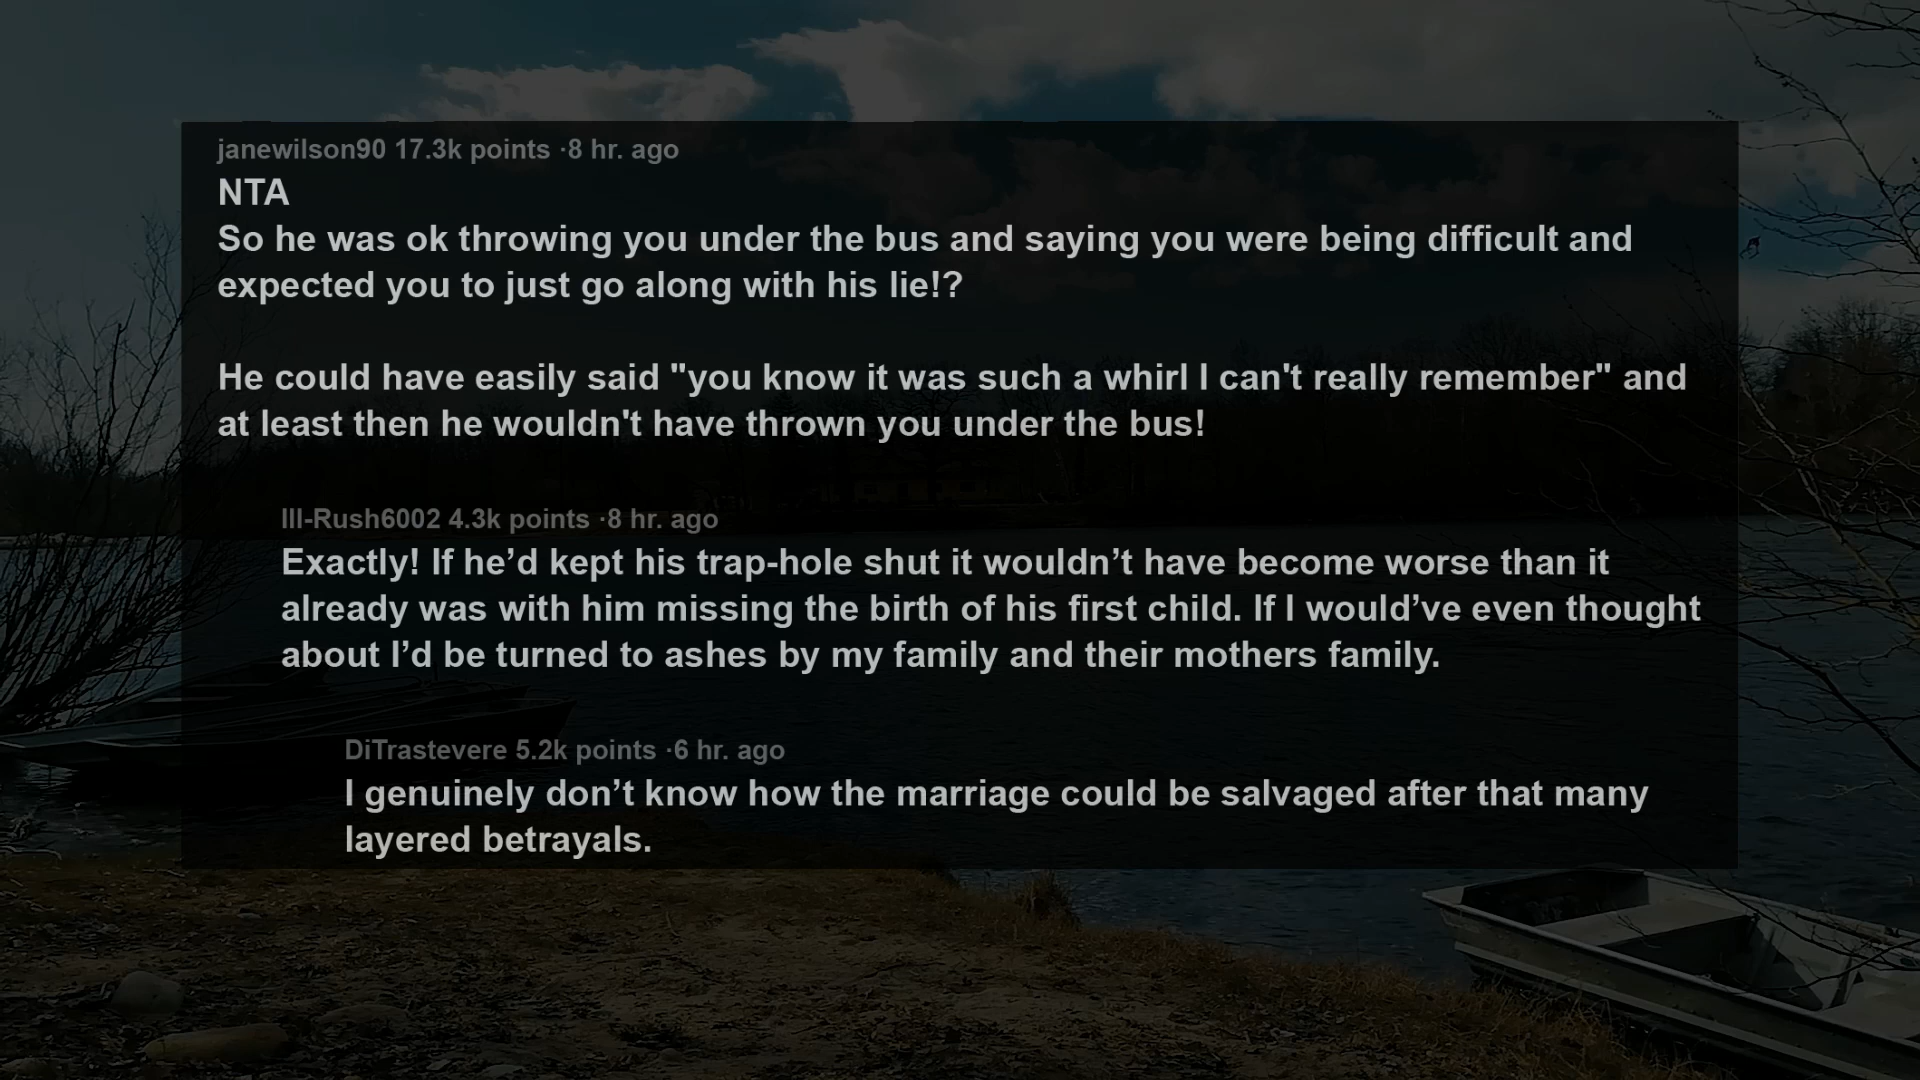 janewilson90 17.3k points ·8 hr. ago
NTA
So he was ok throwing you under the bus and saying you were being difficult and
expected you to just go along with his lie!?
He could have easily said "you know it was such a whirl I can't really remember" and
at least then he wouldn't have thrown you under the bus!
Ill-Rush6002 4.3k points ·8 hr. ago
Exactly! If he’d kept his trap-hole shut it wouldn’t have become worse than it
already was with him missing the birth of his first child. If I would’ve even thought
about I’d be turned to ashes by my family and their mothers family.
DiTrastevere 5.2k points ·6 hr. ago
I genuinely don’t know how the marriage could be salvaged after that many
layered betrayals.